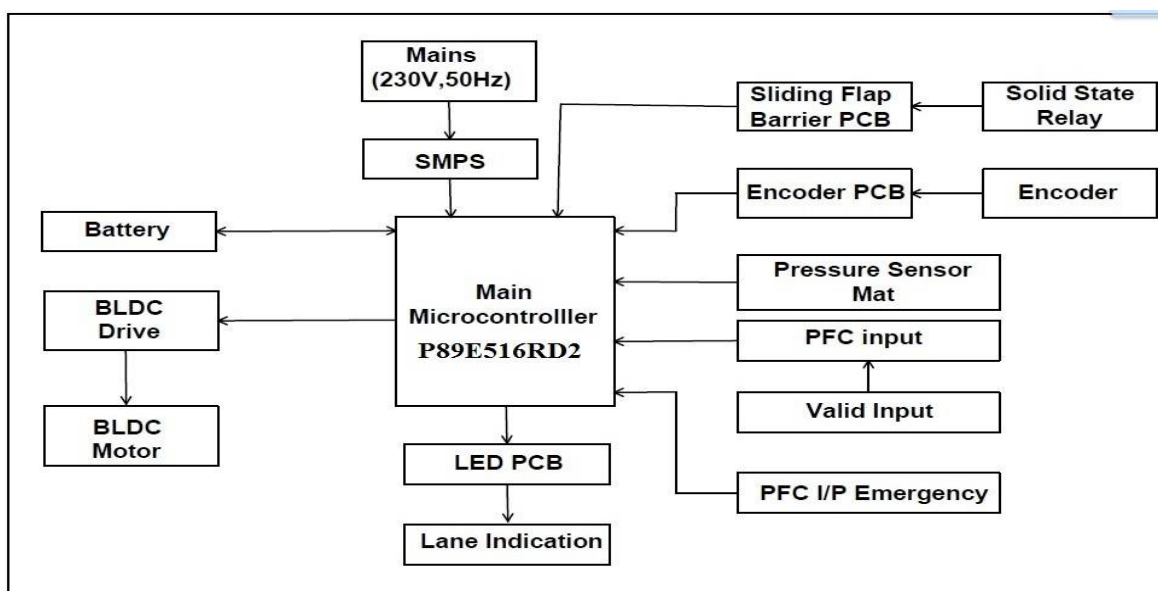 Mains
(230V,50Hz)
SMPS
Sliding Flap
Barrier PCB
Solid State
Relay
Encoder PCB
Encoder
Battery
Pressure Sensor
Mat
BLDC
Drive
Main
Microcontrolller
P89E516RD2
PFC input
Valid Input
BLDC
Motor
LED PCB
PFC I/P Emergency
Lane Indication